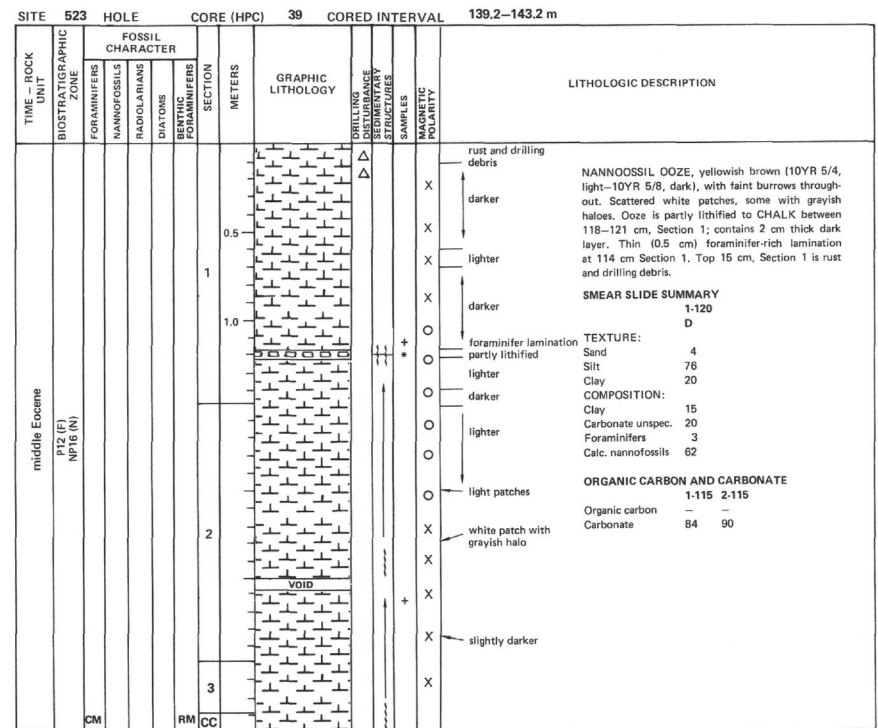 SITE 523 HOLE CORE (HPC) 39 CORED INTERVAL 139.2–143.2 m
TIME – ROCK UNIT
BIOSTRATIGRAPHIC ZONE
FOSSIL CHARACTER
FORAMINIFERS
NANNOFOSSILS
RADIOLARIANS
DIATOMS
BENTHIC FORAMINIFERS
SECTION
METERS
GRAPHIC LITHOLOGY
DRILLING DISTURBANCE
SEDIMENTARY STRUCTURES
SAMPLES
MAGNETIC POLARITY
LITHOLOGIC DESCRIPTION
middle Eocene
P12 (F)
NP16 (N)
CM
RM
1
0.5
1.0
2
VOID
3
CC
X
X
X
X
O
+
*
O
O
O
O
O
X
X
X
+
X
X
rust and drilling
debris
darker
lighter
darker
foraminifer lamination
partly lithified
lighter
darker
lighter
light patches
white patch with
grayish halo
slightly darker
NANNOOSSIL OOZE, yellowish brown (10YR 5/4,
light–10YR 5/8, dark), with faint burrows through-
out. Scattered white patches, some with grayish
haloes. Ooze is partly lithified to CHALK between
118–121 cm, Section 1; contains 2 cm thick dark
layer. Thin (0.5 cm) foraminifer-rich lamination
at 114 cm Section 1. Top 15 cm, Section 1 is rust
and drilling debris.
SMEAR SLIDE SUMMARY
1-120
D
TEXTURE:
Sand 4
Silt 76
Clay 20
COMPOSITION:
Clay 15
Carbonate unspec. 20
Foraminifers 3
Calc. nannofossils 62
ORGANIC CARBON AND CARBONATE
1-115 2-115
Organic carbon – –
Carbonate 84 90